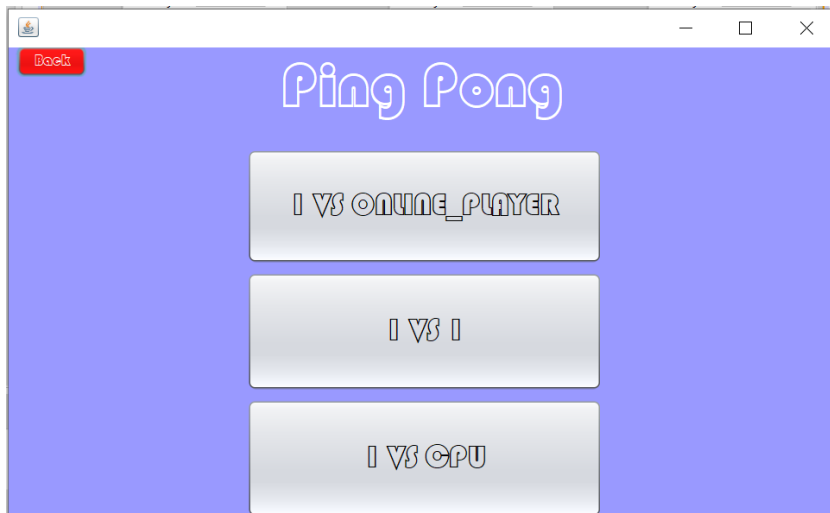 Back
Ping Pong
1 VS ONLINE_PLAYER
1 VS 1
1 VS CPU